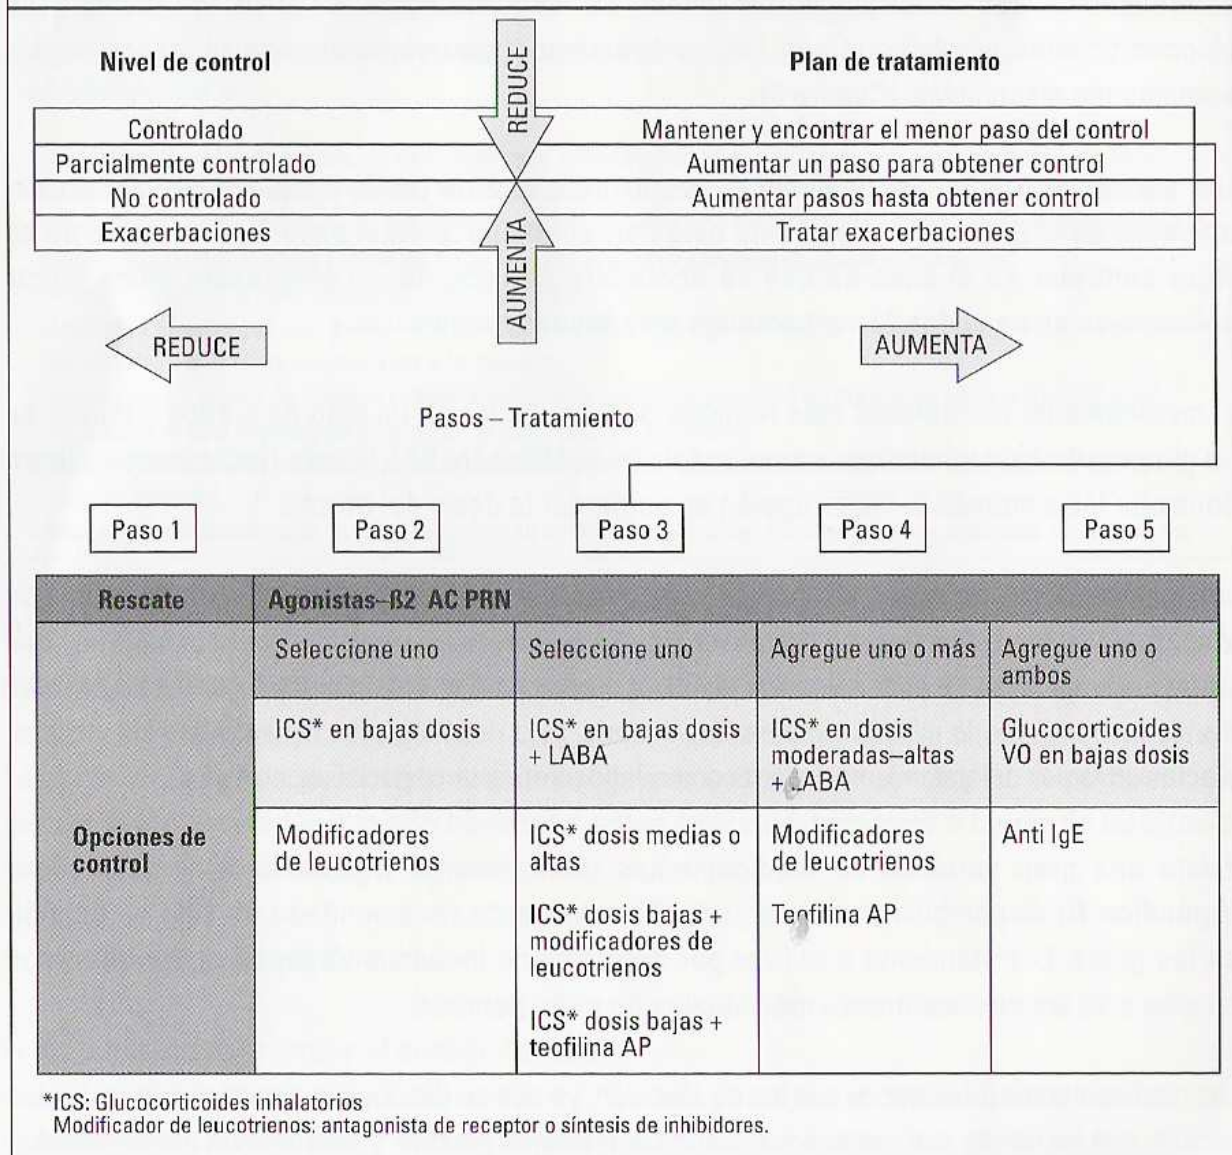 Nivel de control
REDUCE
Plan de tratamiento
Controlado
Mantener y encontrar el menor paso del control
Parcialmente controlado
Aumentar un paso para obtener control
No controlado
Aumentar pasos hasta obtener control
Exacerbaciones
Tratar exacerbaciones
AUMENTA
REDUCE
AUMENTA
Pasos – Tratamiento
Paso 1
Paso 2
Paso 3
Paso 4
Paso 5
Rescate
Agonistas–ß2 AC PRN
Opciones de
control
Seleccione uno
Seleccione uno
Agregue uno o más
Agregue uno o
ambos
ICS* en bajas dosis
ICS* en bajas dosis
+ LABA
ICS* en dosis
moderadas–altas
+ LABA
Glucocorticoides
VO en bajas dosis
Modificadores
de leucotrienos
ICS* dosis medias o
altas
ICS* dosis bajas +
modificadores de
leucotrienos
ICS* dosis bajas +
teofilina AP
Modificadores
de leucotrienos
Teofilina AP
Anti IgE
*ICS: Glucocorticoides inhalatorios
Modificador de leucotrienos: antagonista de receptor o síntesis de inhibidores.